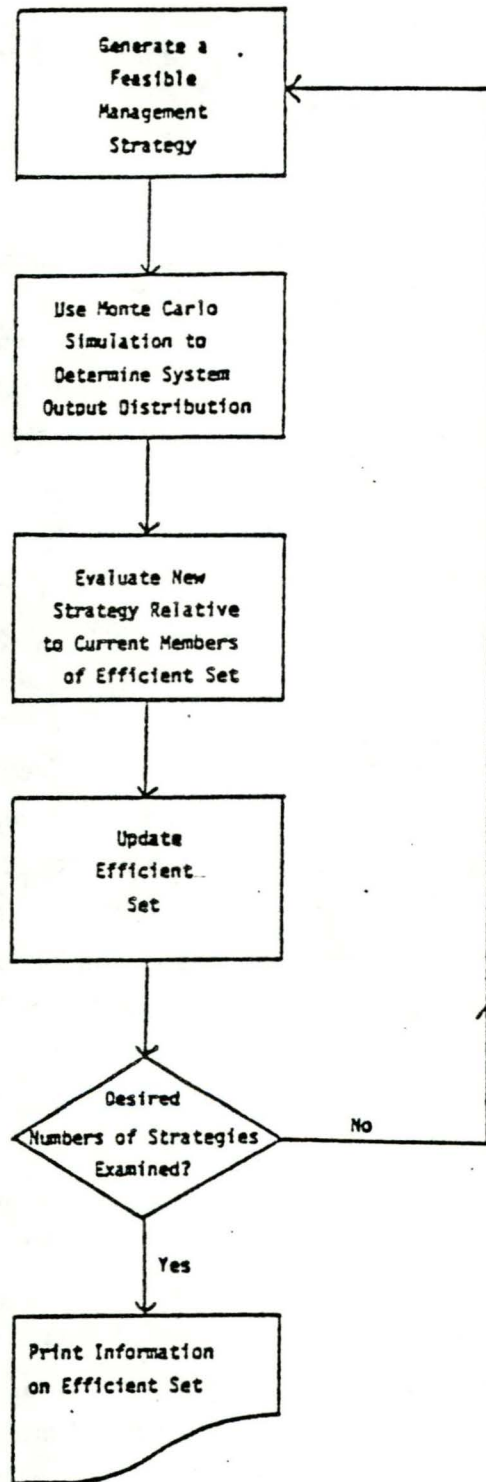 Generate a
Feasible
Management
Strategy
Use Monte Carlo
Simulation to
Determine System
Output Distribution
Evaluate New
Strategy Relative
to Current Members
of Efficient Set
Update
Efficient
Set
Desired
Numbers of Strategies
Examined?
No
Yes
Print Information
on Efficient Set